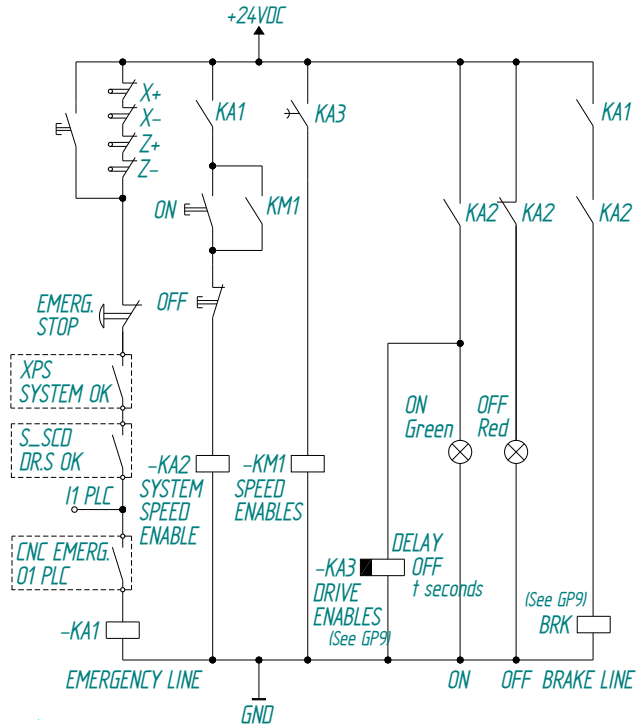 +24VDC
X+
X-
Z+
Z-
KA1
KA3
KA1
ON
KM1
KA2
KA2
KA2
EMERG.
STOP
OFF
XPS
SYSTEM OK
S_SCD
DR.S OK
I1 PLC
CNC EMERG.
O1 PLC
-KA1
-KA2
SYSTEM
SPEED
ENABLE
-KM1
SPEED
ENABLES
ON
Green
OFF
Red
-KA3
DRIVE
ENABLES
(See GP9)
DELAY
OFF
t seconds
(See GP9)
BRK
EMERGENCY LINE
GND
ON
OFF
BRAKE LINE